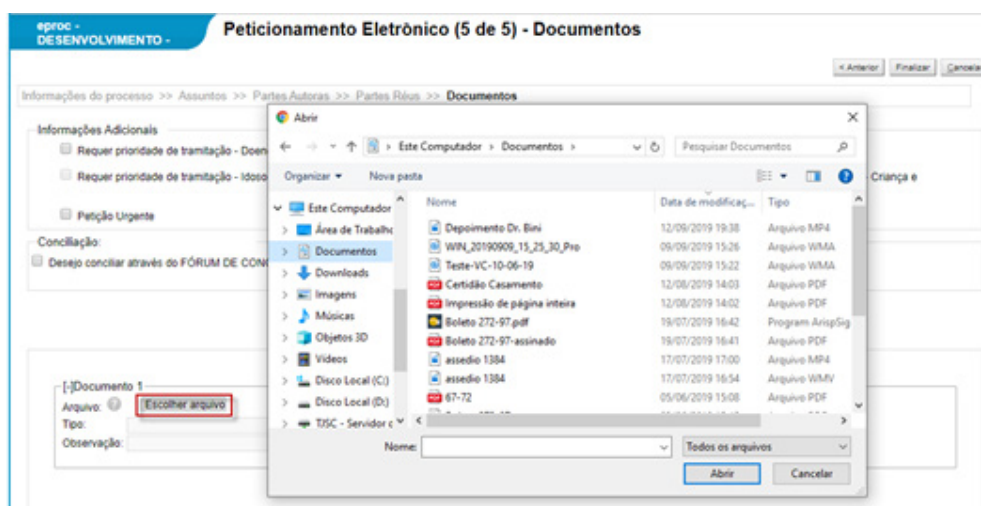 eproc -
DESENVOLVIMENTO -
Peticionamento Eletrônico (5 de 5) - Documentos
< Anterior Finalizar Cancela
Informações do processo >> Assuntos >> Partes Autoras >> Partes Réus >> Documentos
Informações Adicionais
Requer prioridade de tramitação - Doen
Requer prioridade de tramitação - Idoso
- Criança e
Petição Urgente
Conciliação:
Desejo conciliar através do FÓRUM DE CON
[-]Documento 1
Arquivo: ? Escolher arquivo
Tipo:
Observação:
Abrir
Este Computador > Documentos >
Pesquisar Documentos
Organizar Nova pasta
Este Computador
Área de Trabalho
Documentos
Downloads
Imagens
Músicas
Objetos 3D
Vídeos
Disco Local (C:)
Disco Local (D:)
TJSC - Servidor c
Nome Data de modificaç... Tipo
Depoimento Dr. Bini 12/09/2019 19:38 Arquivo MP4
WIN_20190909_15_25_30_Pro 09/09/2019 15:26 Arquivo WMA
Teste-VC-10-06-19 09/09/2019 15:22 Arquivo WMA
Certidão Casamento 12/08/2019 14:03 Arquivo PDF
Impressão de página inteira 12/08/2019 14:02 Arquivo PDF
Boleto 272-97.pdf 19/07/2019 16:42 Program ArispSig
Boleto 272-97-assinado 19/07/2019 16:41 Arquivo PDF
assedio 1384 17/07/2019 17:00 Arquivo MP4
assedio 1384 17/07/2019 16:54 Arquivo WMV
67-72 05/06/2019 15:08 Arquivo PDF
Nome:
Todos os arquivos
Abrir Cancelar